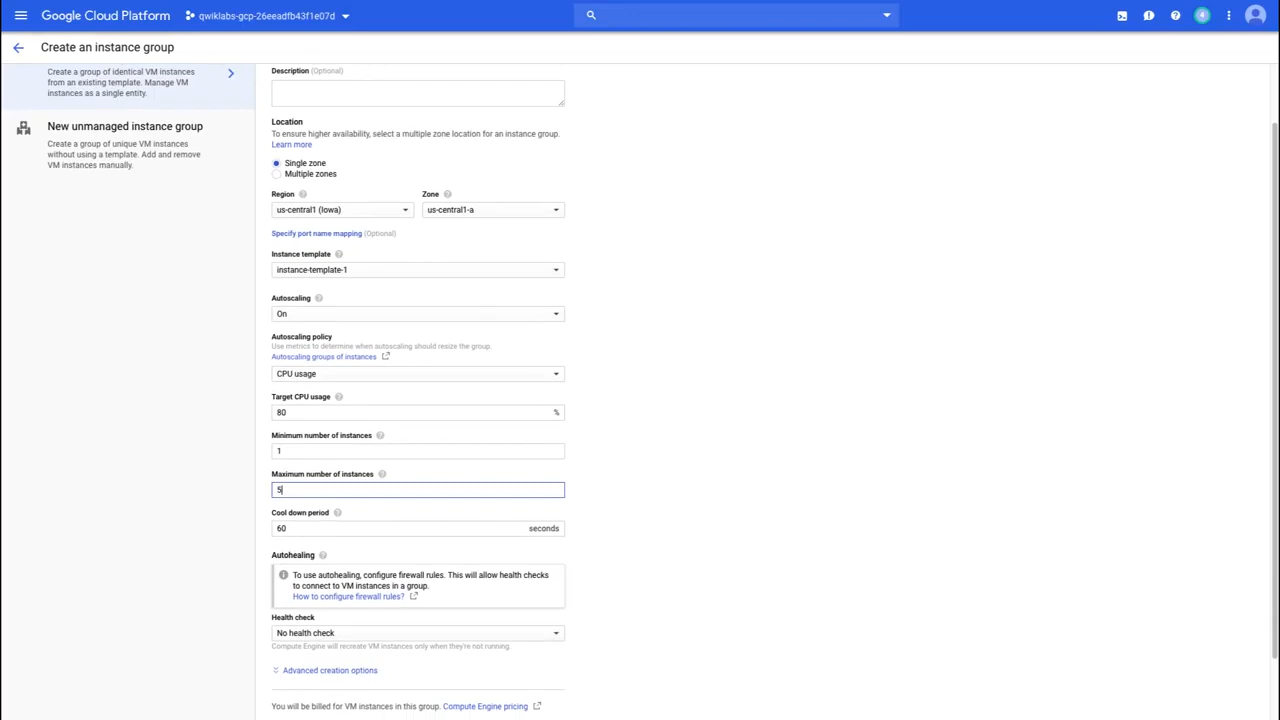 Google Cloud Platform
qwiklabs-gcp-26eeadfb43f1e07d
4
Create an instance group
Create a group of identical VM instances
from an existing template. Manage VM
instances as a single entity.
New unmanaged instance group
Create a group of unique VM instances
without using a template. Add and remove
VM instances manually.
Description (Optional)
Location
To ensure higher availability, select a multiple zone location for an instance group.
Learn more
Single zone
Multiple zones
Region
Zone
us-central1 (Iowa)
us-central1-a
Specify port name mapping (Optional)
Instance template
instance-template-1
Autoscaling
On
Autoscaling policy
Use metrics to determine when autoscaling should resize the group.
Autoscaling groups of instances
CPU usage
Target CPU usage
80 %
Minimum number of instances
1
Maximum number of instances
5
Cool down period
60 seconds
Autohealing
To use autohealing, configure firewall rules. This will allow health checks
to connect to VM instances in a group.
How to configure firewall rules?
Health check
No health check
Compute Engine will recreate VM instances only when they're not running.
Advanced creation options
You will be billed for VM instances in this group. Compute Engine pricing